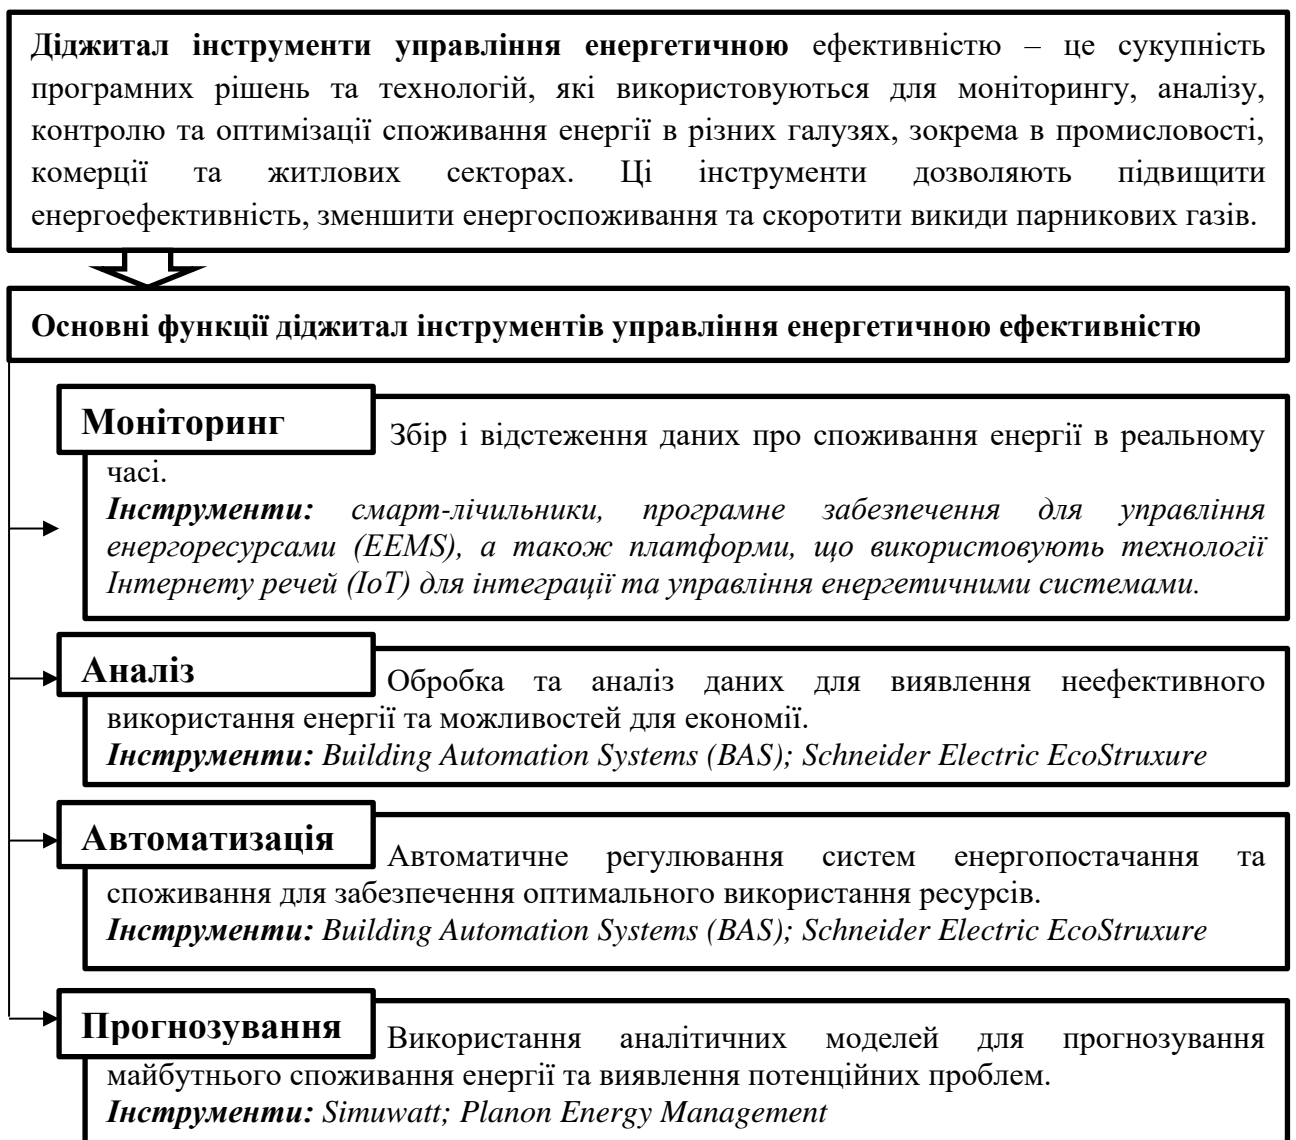 Діджитал інструменти управління енергетичною ефективністю – це сукупність
програмних рішень та технологій, які використовуються для моніторингу, аналізу,
контролю та оптимізації споживання енергії в різних галузях, зокрема в промисловості,
комерції та житлових секторах. Ці інструменти дозволяють підвищити
енергоефективність, зменшити енергоспоживання та скоротити викиди парникових газів.
Основні функції діджитал інструментів управління енергетичною ефективністю
Моніторинг
Збір і відстеження даних про споживання енергії в реальному
часі.
Інструменти: смарт-лічильники, програмне забезпечення для управління
енергоресурсами (EEMS), а також платформи, що використовують технології
Інтернету речей (IoT) для інтеграції та управління енергетичними системами.
Аналіз
Обробка та аналіз даних для виявлення неефективного
використання енергії та можливостей для економії.
Інструменти: Building Automation Systems (BAS); Schneider Electric EcoStruxure
Автоматизація
Автоматичне регулювання систем енергопостачання та
споживання для забезпечення оптимального використання ресурсів.
Інструменти: Building Automation Systems (BAS); Schneider Electric EcoStruxure
Прогнозування
Використання аналітичних моделей для прогнозування
майбутнього споживання енергії та виявлення потенційних проблем.
Інструменти: Simuwatt; Planon Energy Management